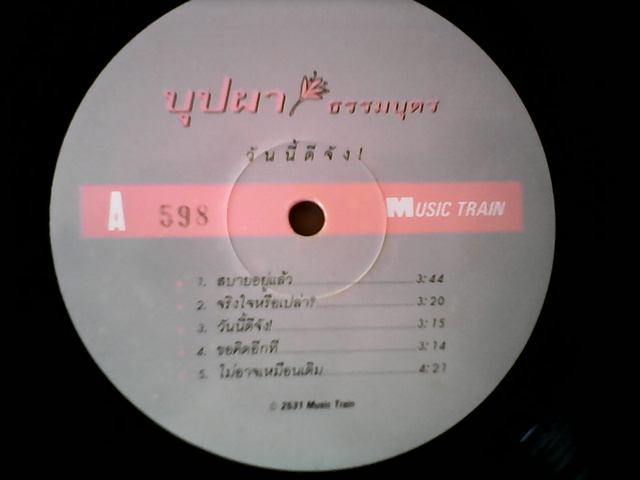 บุปผา ธรรมบุตร
วันนี้ดีจัง!
A 598 MUSIC TRAIN
1. สบายอยู่แล้ว 3:44
2. จริงใจหรือเปล่า? 3:20
3. วันนี้ดีจัง! 3:15
4. ขอคิดอีกที 3:14
5. ไม่อาจเหมือนเดิม 4:21
© 2531 Music Train